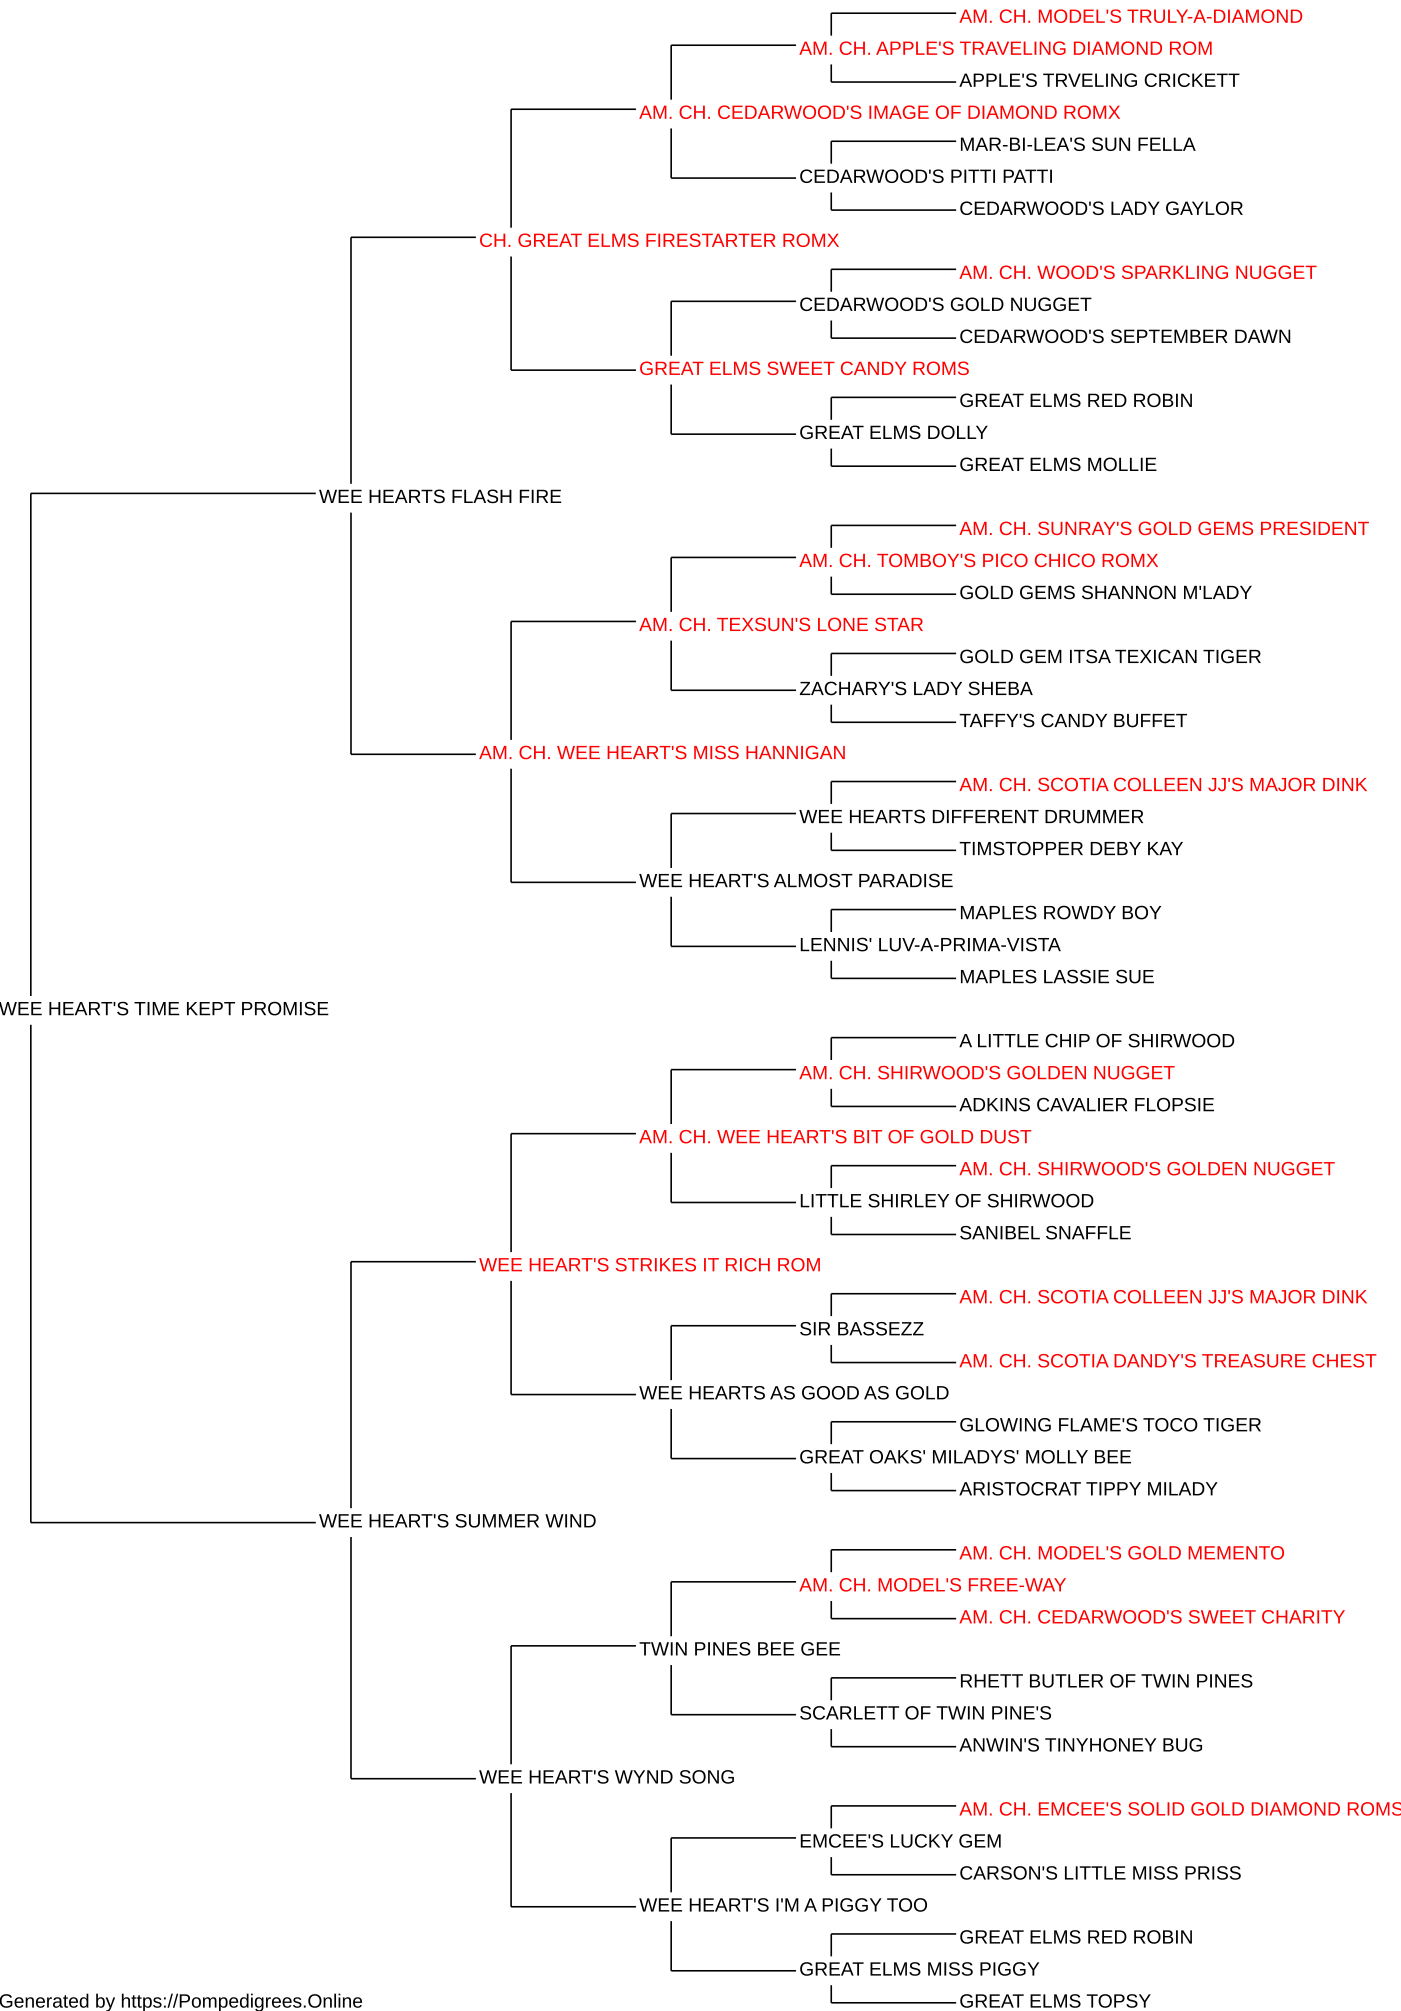 AM. CH. MODEL'S TRULY-A-DIAMOND
AM. CH. APPLE'S TRAVELING DIAMOND ROM
APPLE'S TRVELING CRICKETT
AM. CH. CEDARWOOD'S IMAGE OF DIAMOND ROMX
MAR-BI-LEA'S SUN FELLA
CEDARWOOD'S PITTI PATTI
CEDARWOOD'S LADY GAYLOR
CH. GREAT ELMS FIRESTARTER ROMX
AM. CH. WOOD'S SPARKLING NUGGET
CEDARWOOD'S GOLD NUGGET
CEDARWOOD'S SEPTEMBER DAWN
GREAT ELMS SWEET CANDY ROMS
GREAT ELMS RED ROBIN
GREAT ELMS DOLLY
GREAT ELMS MOLLIE
WEE HEARTS FLASH FIRE
AM. CH. SUNRAY'S GOLD GEMS PRESIDENT
AM. CH. TOMBOY'S PICO CHICO ROMX
GOLD GEMS SHANNON M'LADY
AM. CH. TEXSUN'S LONE STAR
GOLD GEM ITSA TEXICAN TIGER
ZACHARY'S LADY SHEBA
TAFFY'S CANDY BUFFET
AM. CH. WEE HEART'S MISS HANNIGAN
AM. CH. SCOTIA COLLEEN JJ'S MAJOR DINK
WEE HEARTS DIFFERENT DRUMMER
TIMSTOPPER DEBY KAY
WEE HEART'S ALMOST PARADISE
MAPLES ROWDY BOY
LENNIS' LUV-A-PRIMA-VISTA
MAPLES LASSIE SUE
WEE HEART'S TIME KEPT PROMISE
A LITTLE CHIP OF SHIRWOOD
AM. CH. SHIRWOOD'S GOLDEN NUGGET
ADKINS CAVALIER FLOPSIE
AM. CH. WEE HEART'S BIT OF GOLD DUST
AM. CH. SHIRWOOD'S GOLDEN NUGGET
LITTLE SHIRLEY OF SHIRWOOD
SANIBEL SNAFFLE
WEE HEART'S STRIKES IT RICH ROM
AM. CH. SCOTIA COLLEEN JJ'S MAJOR DINK
SIR BASSEZZ
AM. CH. SCOTIA DANDY'S TREASURE CHEST
WEE HEARTS AS GOOD AS GOLD
GLOWING FLAME'S TOCO TIGER
GREAT OAKS' MILADYS' MOLLY BEE
ARISTOCRAT TIPPY MILADY
WEE HEART'S SUMMER WIND
AM. CH. MODEL'S GOLD MEMENTO
AM. CH. MODEL'S FREE-WAY
AM. CH. CEDARWOOD'S SWEET CHARITY
TWIN PINES BEE GEE
RHETT BUTLER OF TWIN PINES
SCARLETT OF TWIN PINE'S
ANWIN'S TINYHONEY BUG
WEE HEART'S WYND SONG
AM. CH. EMCEE'S SOLID GOLD DIAMOND ROMS
EMCEE'S LUCKY GEM
CARSON'S LITTLE MISS PRISS
WEE HEART'S I'M A PIGGY TOO
GREAT ELMS RED ROBIN
GREAT ELMS MISS PIGGY
GREAT ELMS TOPSY
Generated by https://Pompedigrees.Online